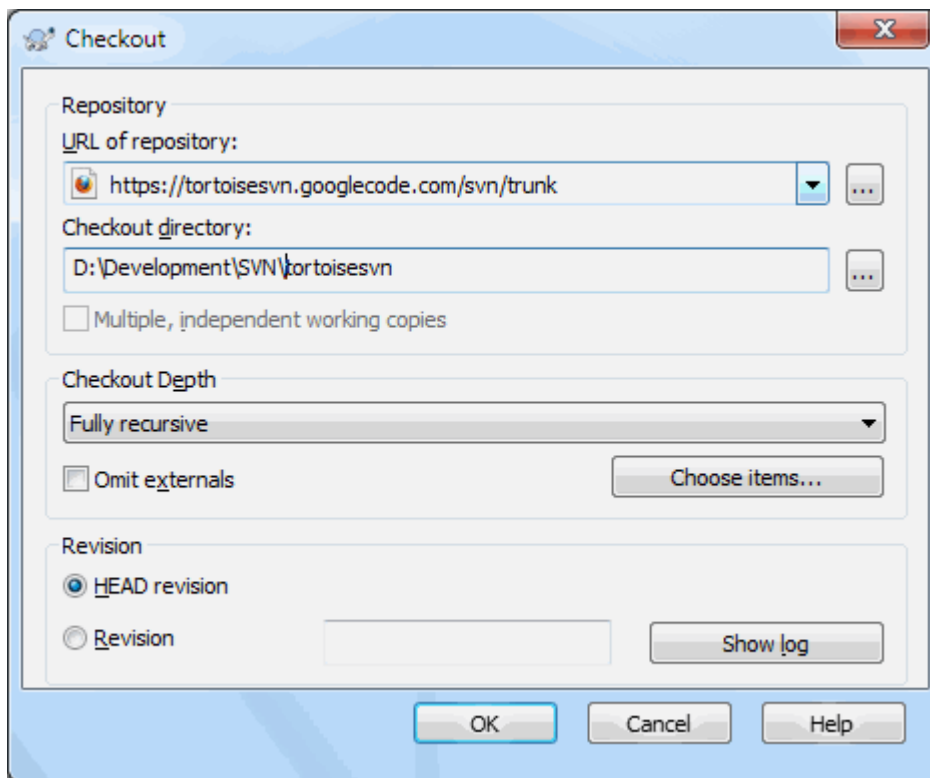 Checkout
Repository
URL of repository:
https://tortoisesvn.googlecode.com/svn/trunk
...
Checkout directory:
D:\Development\SVN\tortoisesvn
...
Multiple, independent working copies
Checkout Depth
Fully recursive
Omit externals
Choose items...
Revision
HEAD revision
Revision
Show log
OK
Cancel
Help